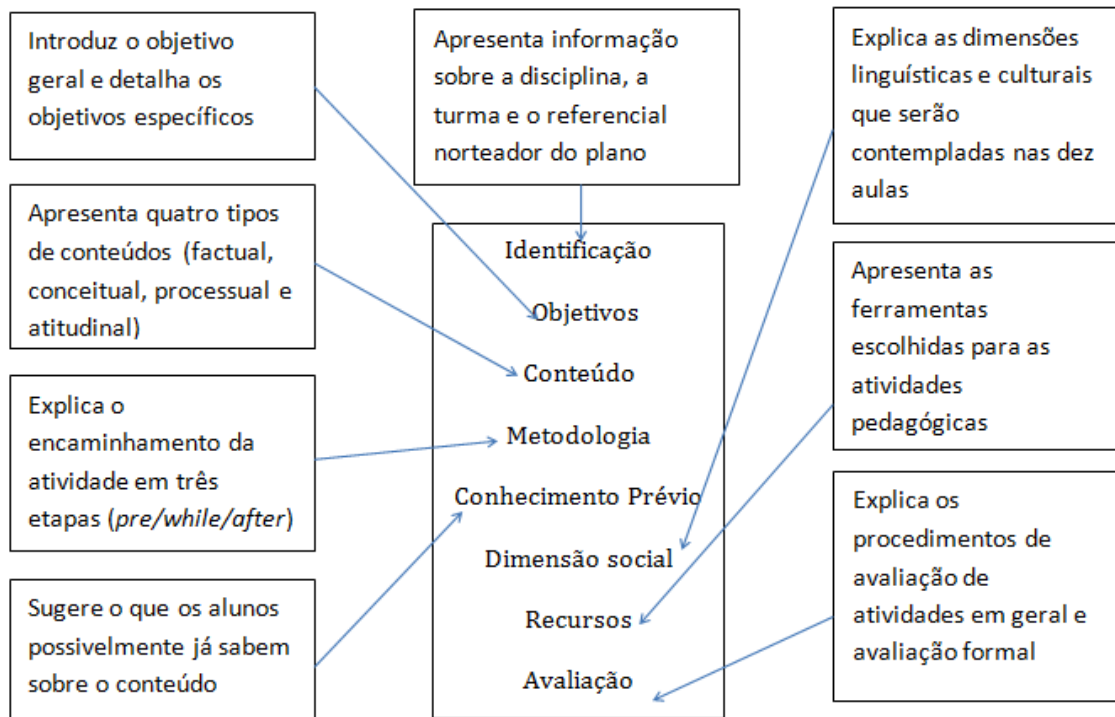 Introduz o objetivo
geral e detalha os
objetivos específicos
Apresenta informação
sobre a disciplina, a
turma e o referencial
norteador do plano
Explica as dimensões
linguísticas e culturais
que serão
contempladas nas dez
aulas
Apresenta quatro tipos
de conteúdos (factual,
conceitual, processual e
atitudinal)
Explica o
encaminhamento da
atividade em três
etapas (pre/while/after)
Sugere o que os alunos
possivelmente já sabem
sobre o conteúdo
Identificação
Objetivos
Conteúdo
Metodologia
Conhecimento Prévio
Dimensão social
Recursos
Avaliação
Apresenta as
ferramentas
escolhidas para as
atividades
pedagógicas
Explica os
procedimentos de
avaliação de
atividades em geral e
avaliação formal